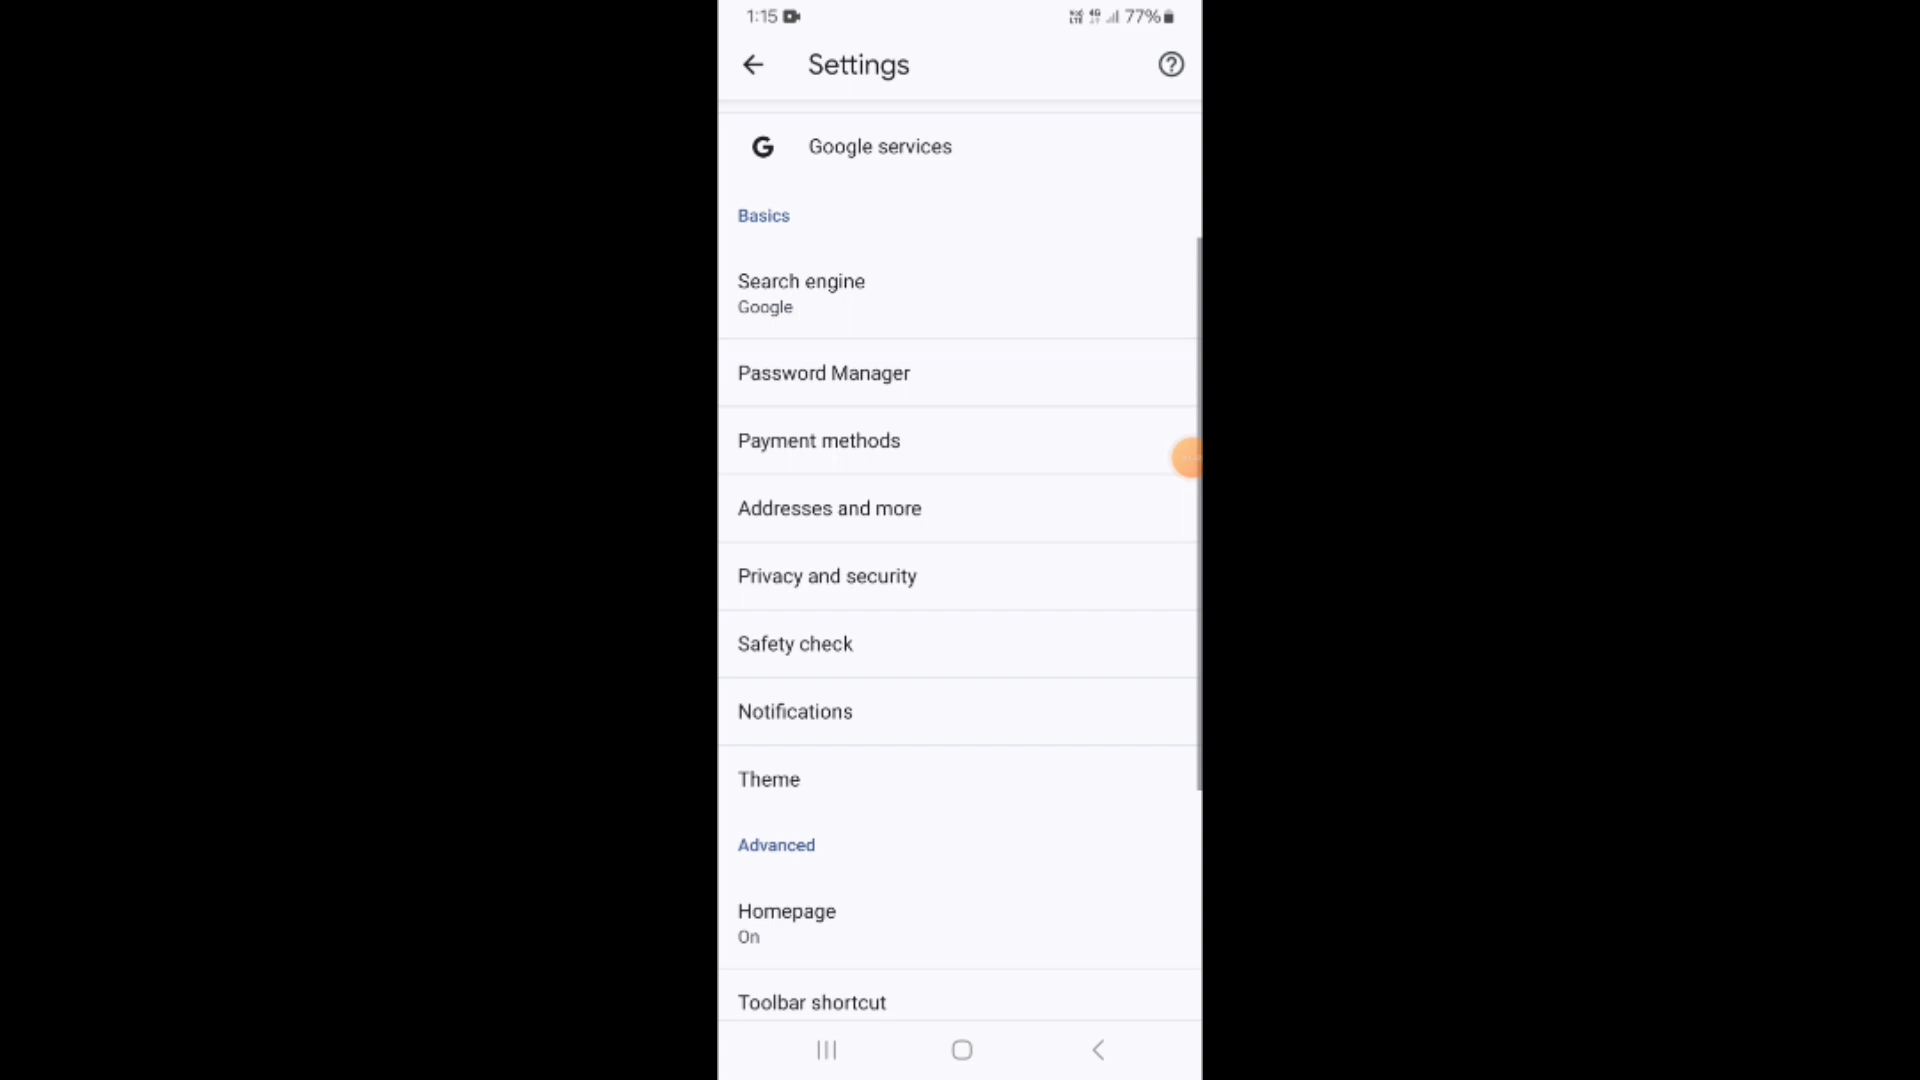 1:15 77%
Settings
Google services
Basics
Search engine
Google
Password Manager
Payment methods
Addresses and more
Privacy and security
Safety check
Notifications
Theme
Advanced
Homepage
On
Toolbar shortcut